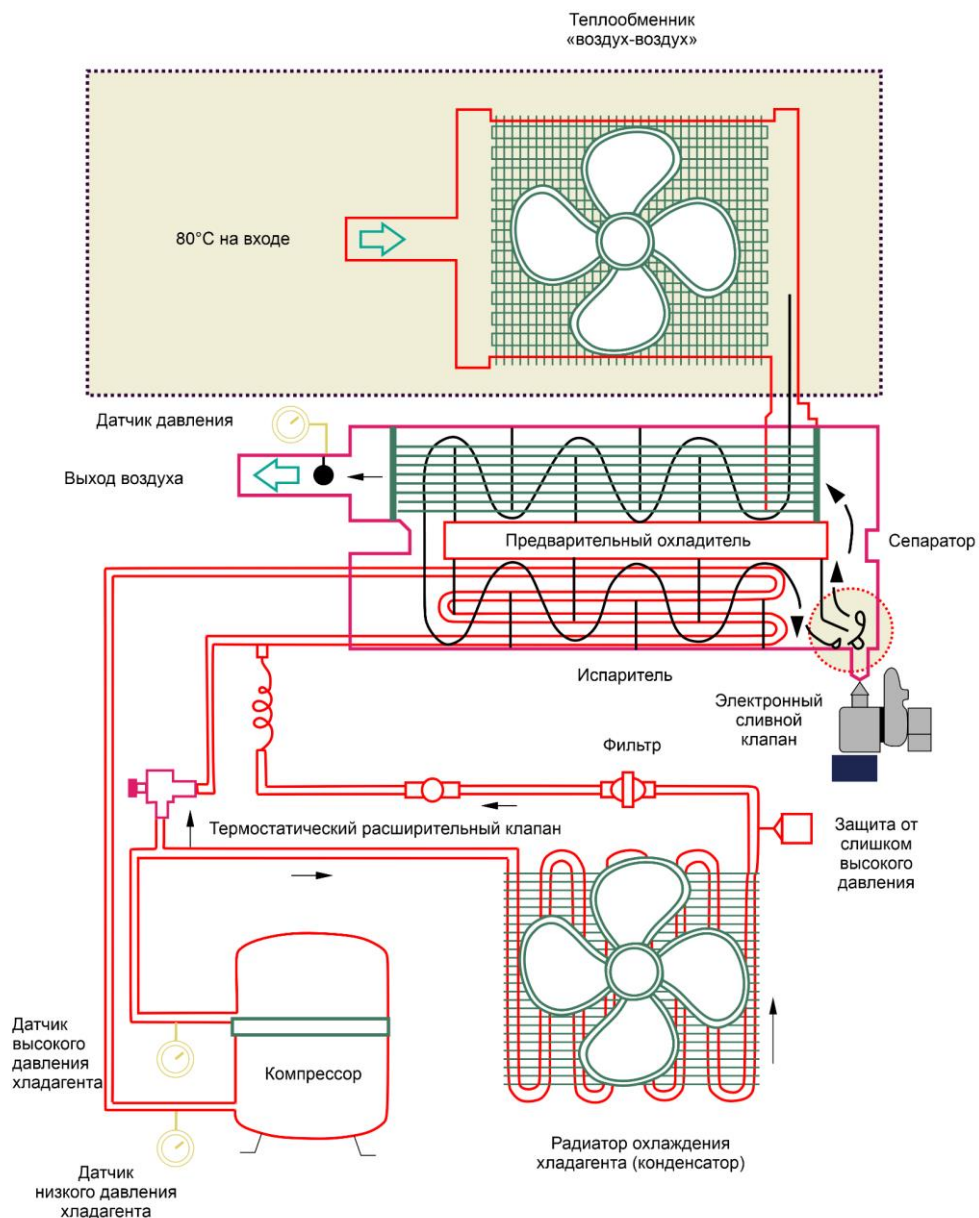 Теплообменник
«воздух-воздух»
80°C на входе
Датчик давления
Выход воздуха
Предварительный охладитель
Сепаратор
Испаритель
Электронный
сливной
клапан
Фильтр
Термостатический расширительный клапан
Защита от
слишком
высокого
давления
Датчик
высокого
давления
хладагента
Компрессор
Радиатор охлаждения
хладагента (конденсатор)
Датчик
низкого давления
хладагента